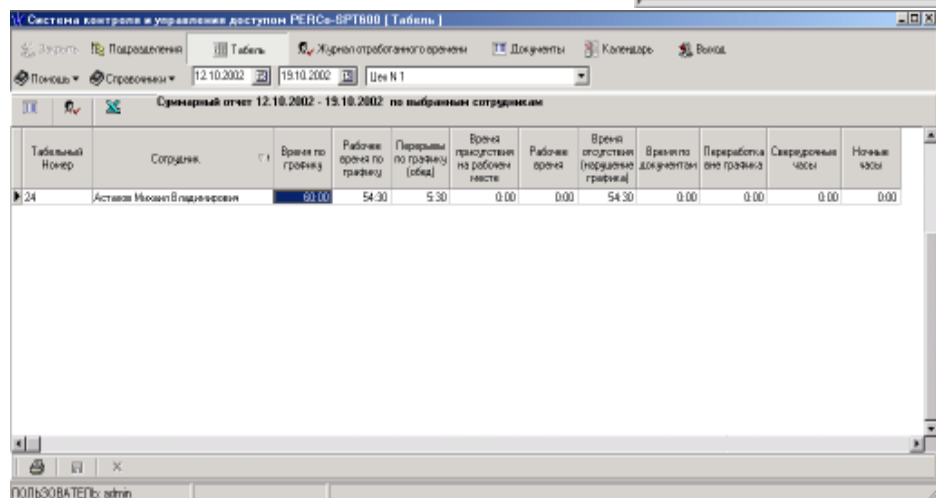 Система контроля и управления доступом PERCo-SPT600 [ Табель ]
Закрыть Подразделения Табель Журнал отработанного времени Документы Календарь Выход
Помощь Справочники 12.10.2002 19.10.2002 Цех N 1
Суммарный отчет 12.10.2002 - 19.10.2002 по выбранным сотрудникам
Табельный Номер Сотрудник Время по графику Рабочее время по графику Перерывы по графику (обед) Время присутствия на рабочем месте Рабочее время Время отсутствия (нарушение графика) Время по документам Переработка вне графика Сверхурочные часы Ночные часы
24 Астахов Михаил Владимирович 60:00 54:30 5:30 0:00 0:00 54:30 0:00 0:00 0:00 0:00
ПОЛЬЗОВАТЕЛЬ: admin